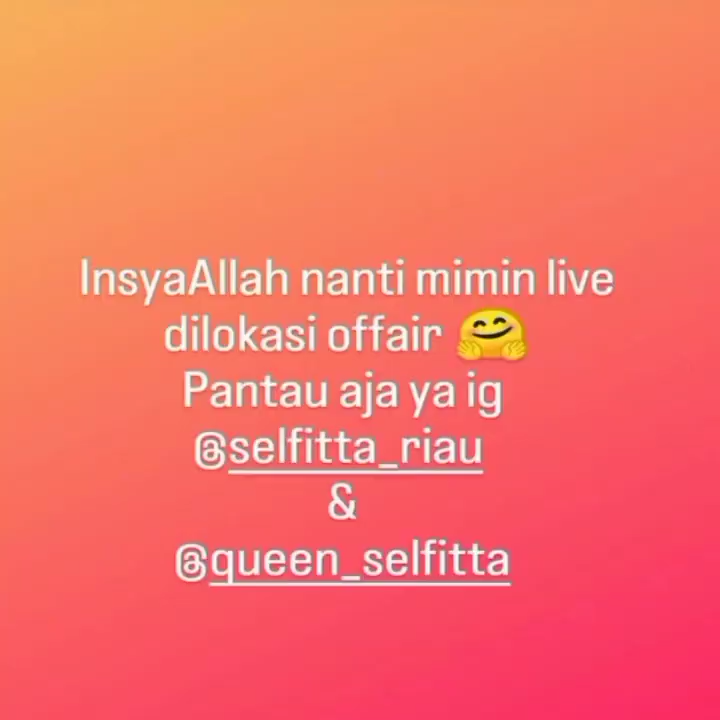 InsyaAllah nanti mimin live
dilokasi offair 🤗
Pantau aja ya ig
@selfitta_riau
&
@queen_selfitta